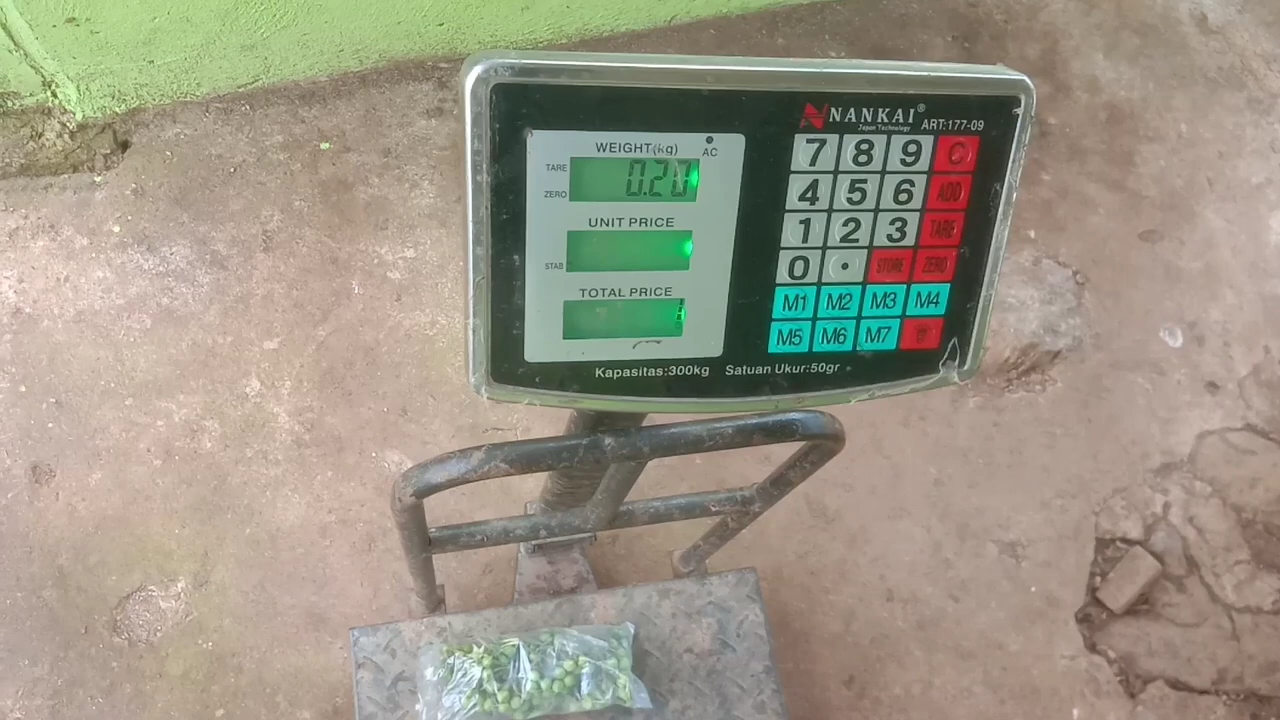 NANKAI®
Japan Technology
ART:177-09
WEIGHT(kg)
AC
TARE
ZERO
0.20
UNIT PRICE
STAB
TOTAL PRICE
7 8 9 C
4 5 6 ADD
1 2 3 TARE
0 . STORE ZERO
M1 M2 M3 M4
M5 M6 M7
Kapasitas:300kg Satuan Ukur:50gr